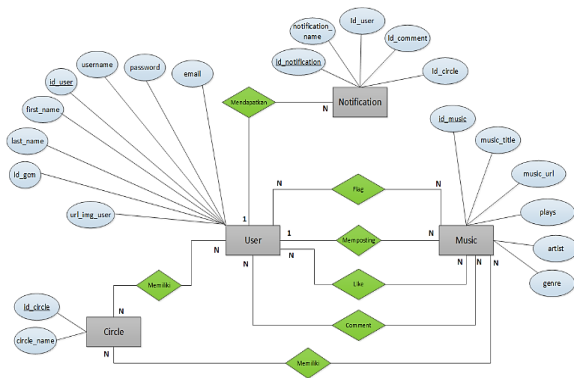 notification_
name
Id_user
Id_comment
id_notification
Id_circle
username
password
email
id_user
first_name
last_name
id_gcm
url_img_user
Mendapatkan
N
Notification
id_music
music_title
music_url
plays
artist
genre
N
Flag
N
1
User
1
Memposting
N
Music
N
N
N
Like
N
N
N
Memiliki
Comment
N
id_circle
circle_name
Circle
N
Memiliki